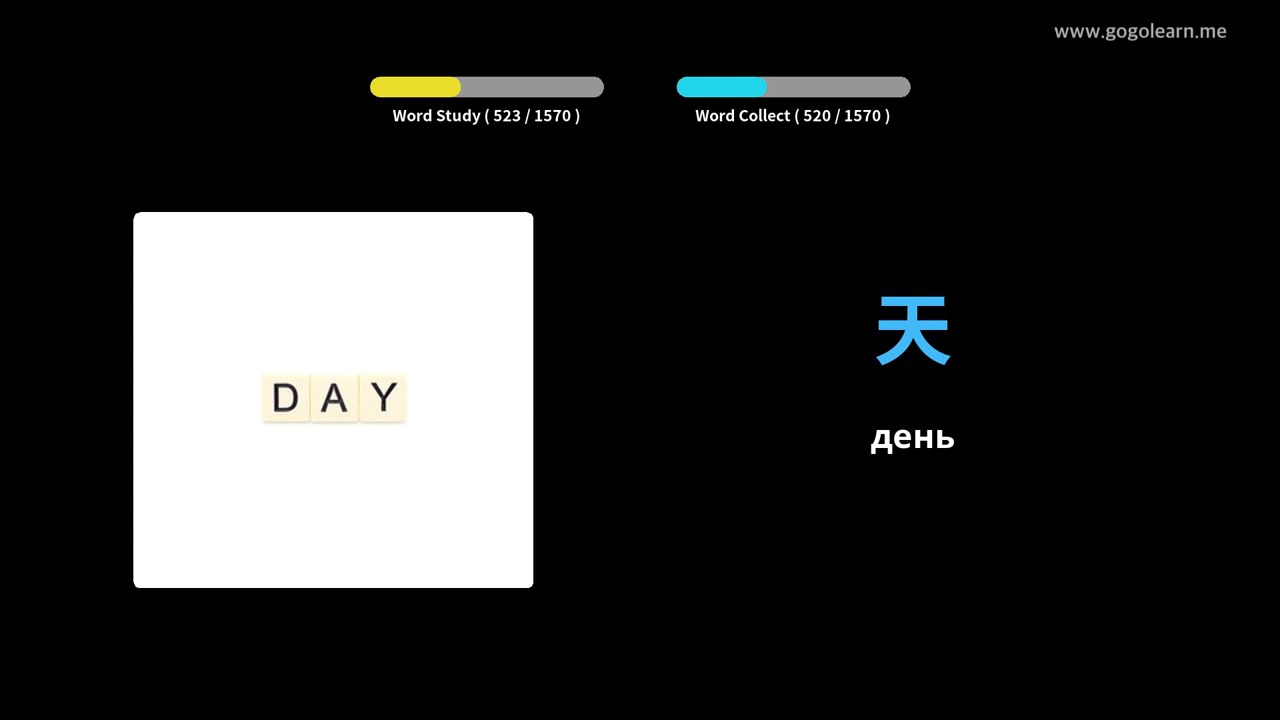 www.gogolearn.me
Word Study ( 523 / 1570 )
Word Collect ( 520 / 1570 )
DAY
天
день